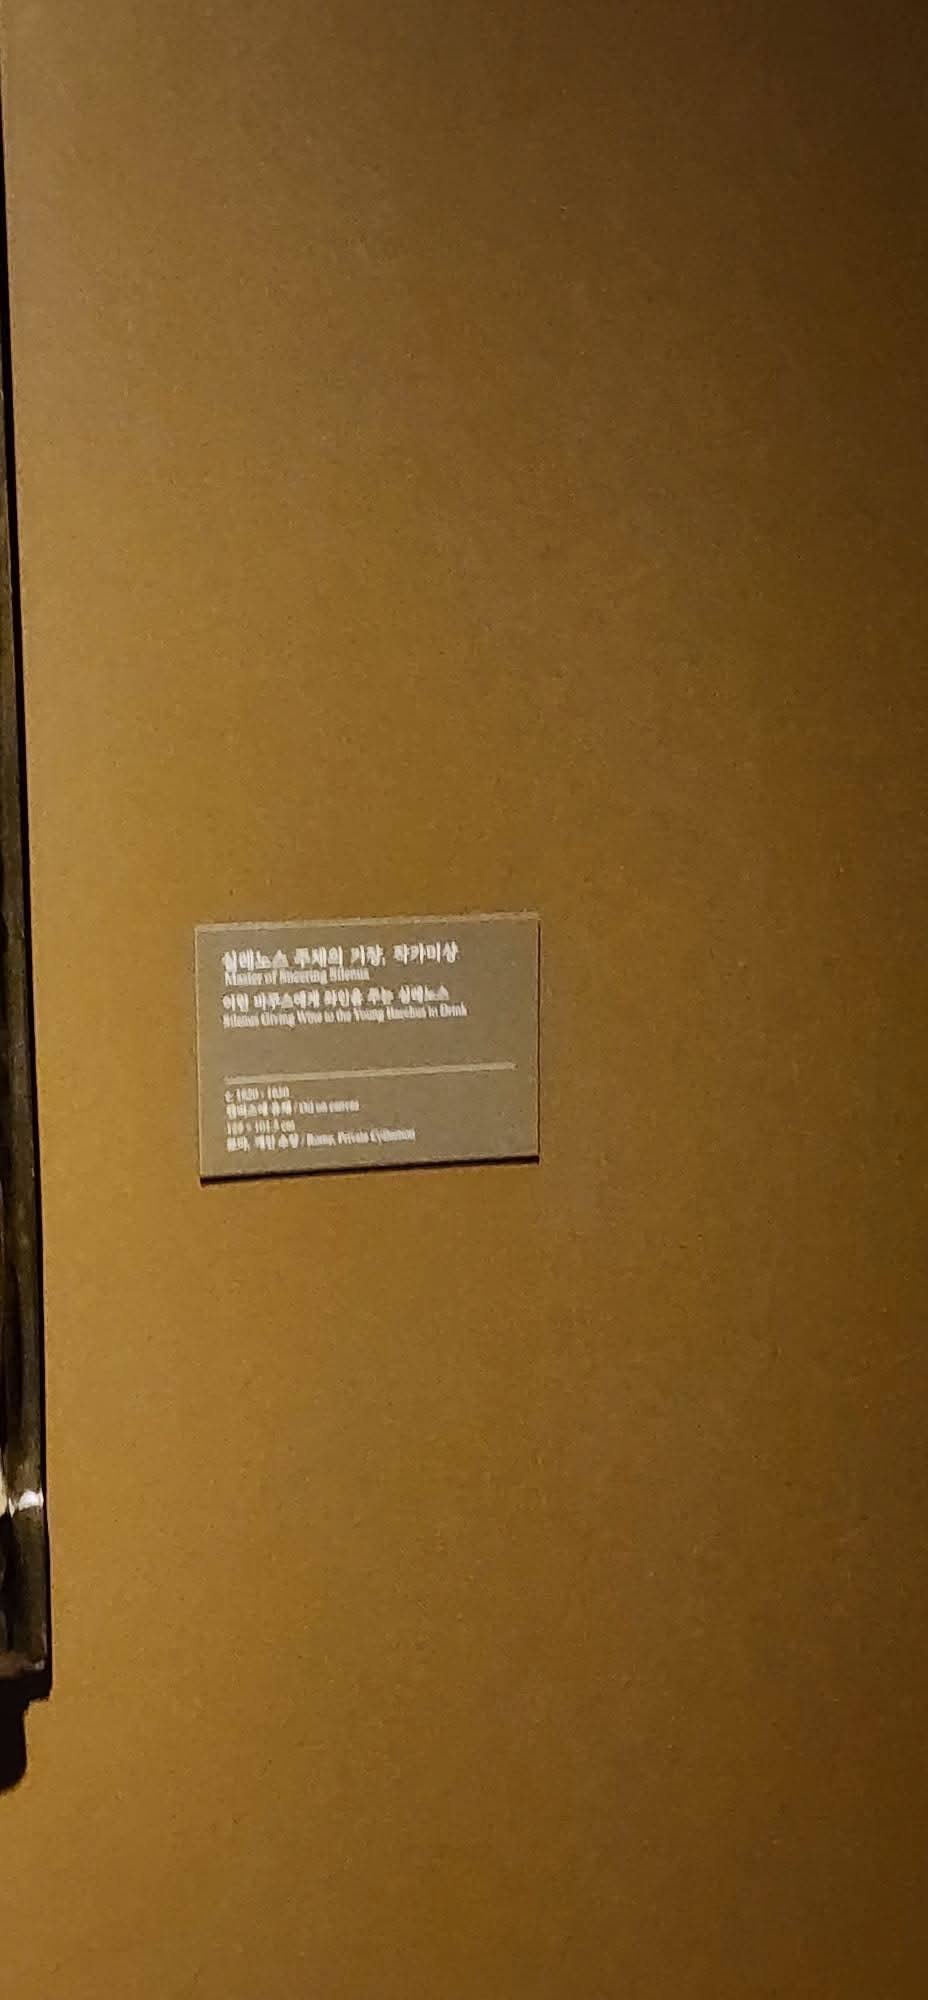 실레노스 주제의 거장, 작가미상
Master of Sneering Silenus
어린 바쿠스에게 와인을 주는 실레노스
Silenus Giving Wine to the Young Bacchus to Drink
c. 1620 - 1630
캔버스에 유채 / Oil on canvas
x 101.5 cm
로마, 개인 소장 / Rome, Private Collection